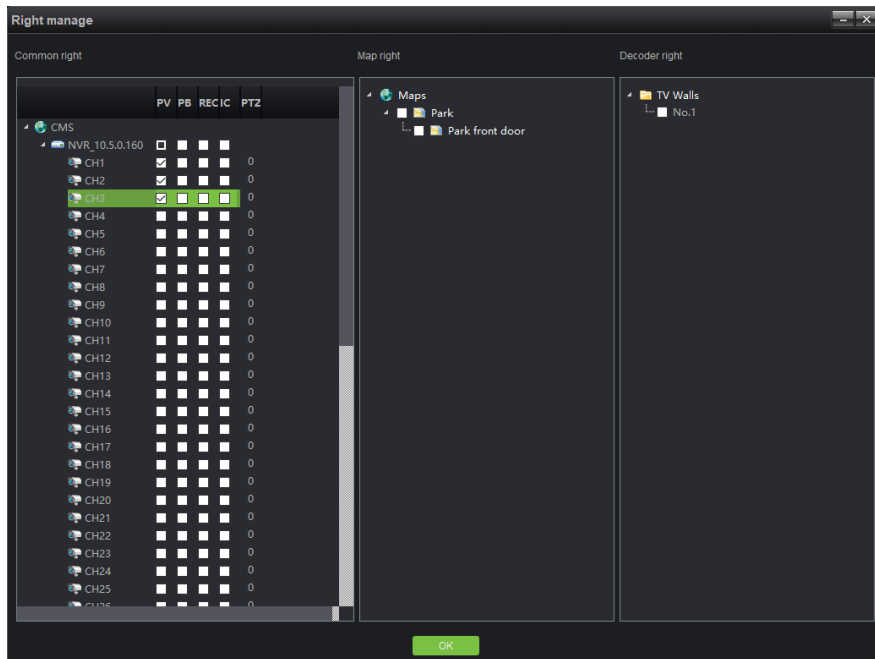 Right manage
Common right Map right Decoder right
PV PB REC IC PTZ
CMS
NVR_10.5.0.160
CH1 0
CH2 0
CH3 0
CH4 0
CH5 0
CH6 0
CH7 0
CH8 0
CH9 0
CH10 0
CH11 0
CH12 0
CH13 0
CH14 0
CH15 0
CH16 0
CH17 0
CH18 0
CH19 0
CH20 0
CH21 0
CH22 0
CH23 0
CH24 0
CH25 0
CH26 0
Maps
Park
Park front door
TV Walls
No.1
OK